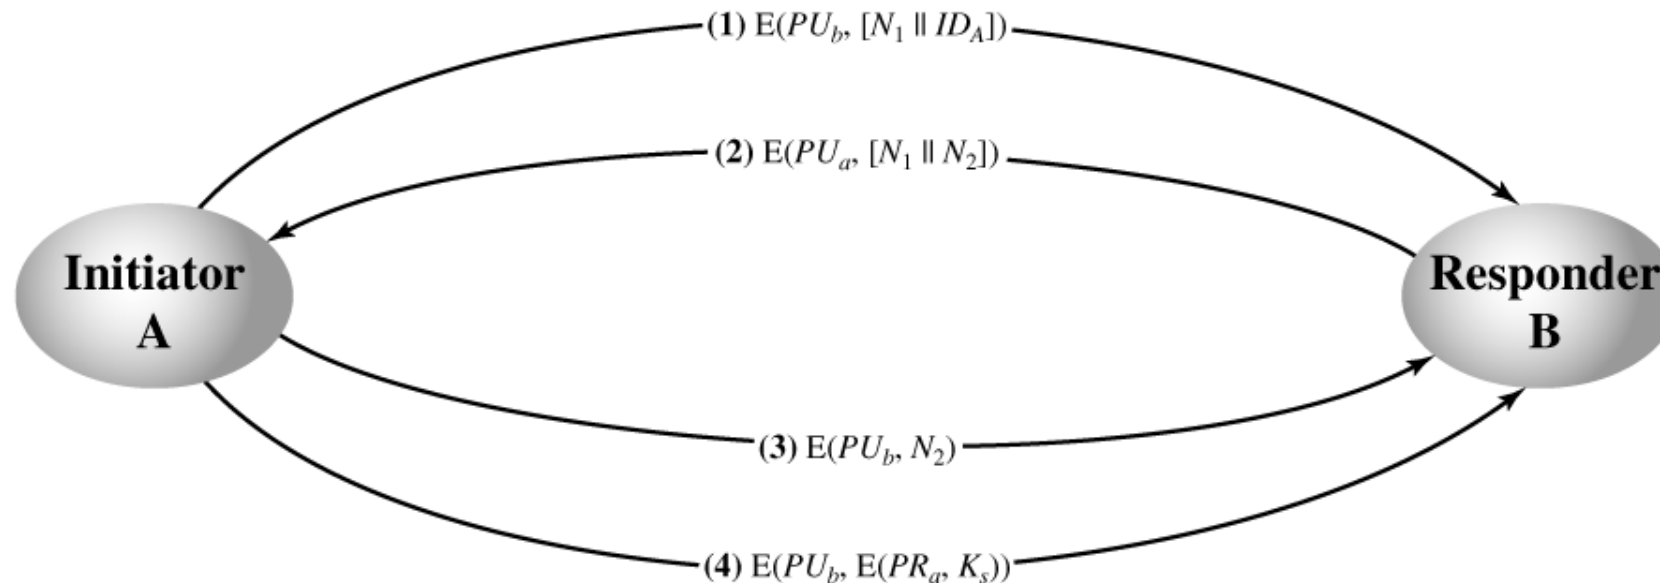 (1) E(PU_b, [N_1 || ID_A])
(2) E(PU_a, [N_1 || N_2])
Initiator
A
Responder
B
(3) E(PU_b, N_2)
(4) E(PU_b, E(PR_a, K_s))